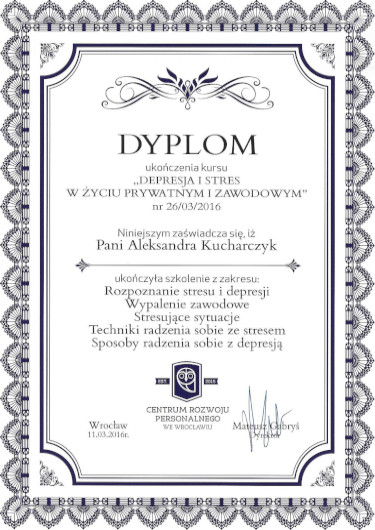 DYPLOM
ukończenia kursu
„DEPRESJA I STRES
W ŻYCIU PRYWATNYM I ZAWODOWYM”
nr 26/03/2016
Niniejszym zaświadcza się, iż
Pani Aleksandra Kucharczyk
ukończyła szkolenie z zakresu:
Rozpoznanie stresu i depresji
Wypalenie zawodowe
Stresujące sytuacje
Techniki radzenia sobie ze stresem
Sposoby radzenia sobie z depresją
EST. 2015
CENTRUM ROZWOJU
PERSONALNEGO
WE WROCŁAWIU
Wrocław
11.03.2016r.
Mateusz Gabryś
Dyrektor